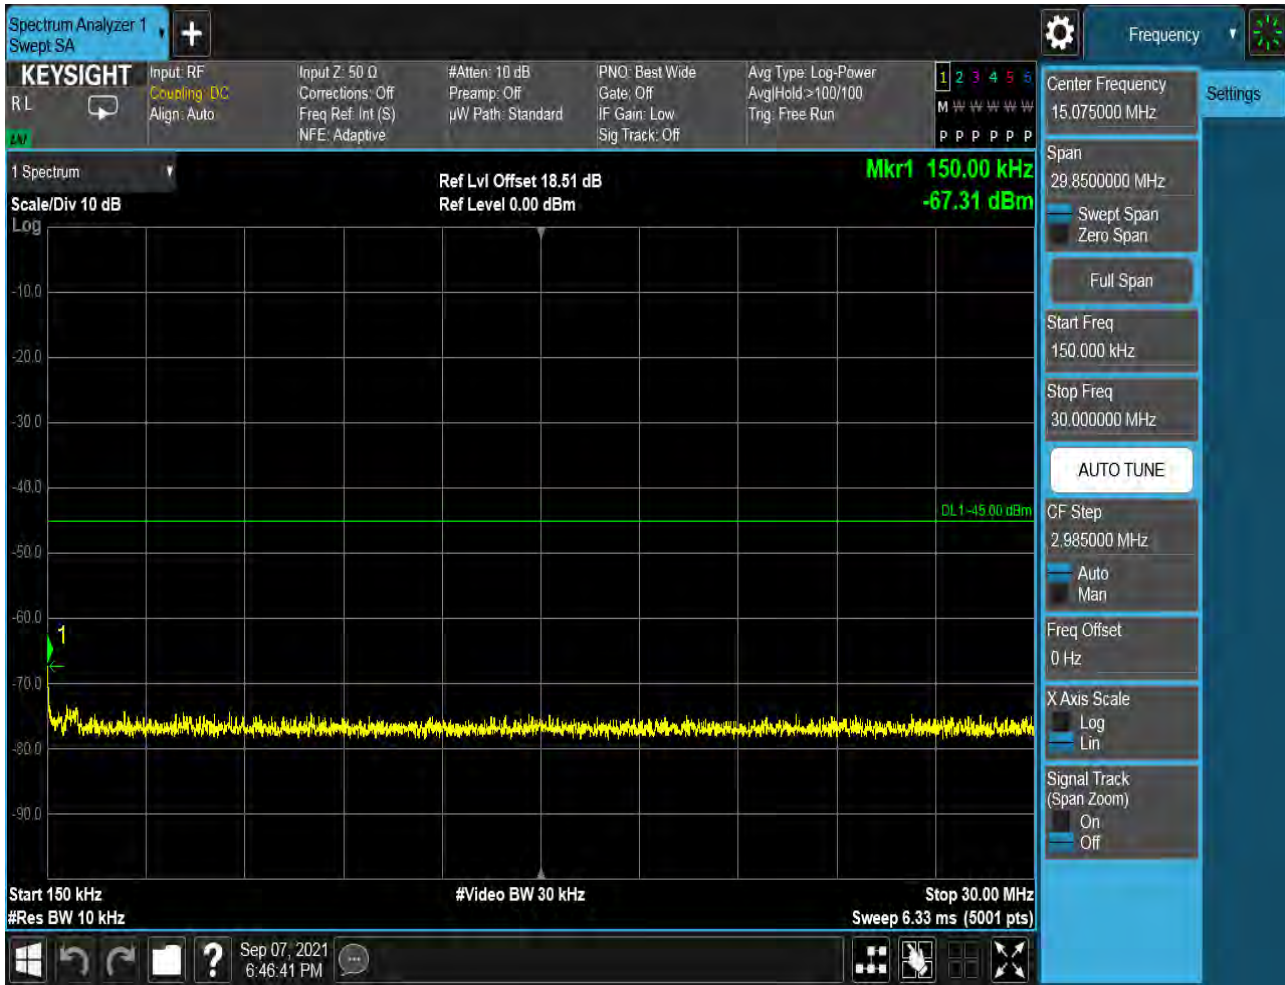 Spectrum Analyzer 1
Swept SA
Frequency
KEYSIGHT
R L
Input: RF
Coupling: DC
Align: Auto
Input Z: 50 Ω
Corrections: Off
Freq Ref: Int (S)
NFE: Adaptive
#Atten: 10 dB
Preamp: Off
µW Path: Standard
PNO: Best Wide
Gate: Off
IF Gain: Low
Sig Track: Off
Avg Type: Log-Power
Avg|Hold:>100/100
Trig: Free Run
1 2 3 4 5 6
M W W W W W
P P P P P P
1 Spectrum
Scale/Div 10 dB
Log
Ref Lvl Offset 18.51 dB
Ref Level 0.00 dBm
Mkr1 150.00 kHz
-67.31 dBm
-10.0
-20.0
-30.0
-40.0
DL1 -45.00 dBm
-50.0
-60.0
1
-70.0
-80.0
-90.0
Start 150 kHz
#Res BW 10 kHz
#Video BW 30 kHz
Stop 30.00 MHz
Sweep 6.33 ms (5001 pts)
Sep 07, 2021
6:46:41 PM
Center Frequency
15.075000 MHz
Settings
Span
29.8500000 MHz
Swept Span
Zero Span
Full Span
Start Freq
150.000 kHz
Stop Freq
30.000000 MHz
AUTO TUNE
CF Step
2.985000 MHz
Auto
Man
Freq Offset
0 Hz
X Axis Scale
Log
Lin
Signal Track
(Span Zoom)
On
Off